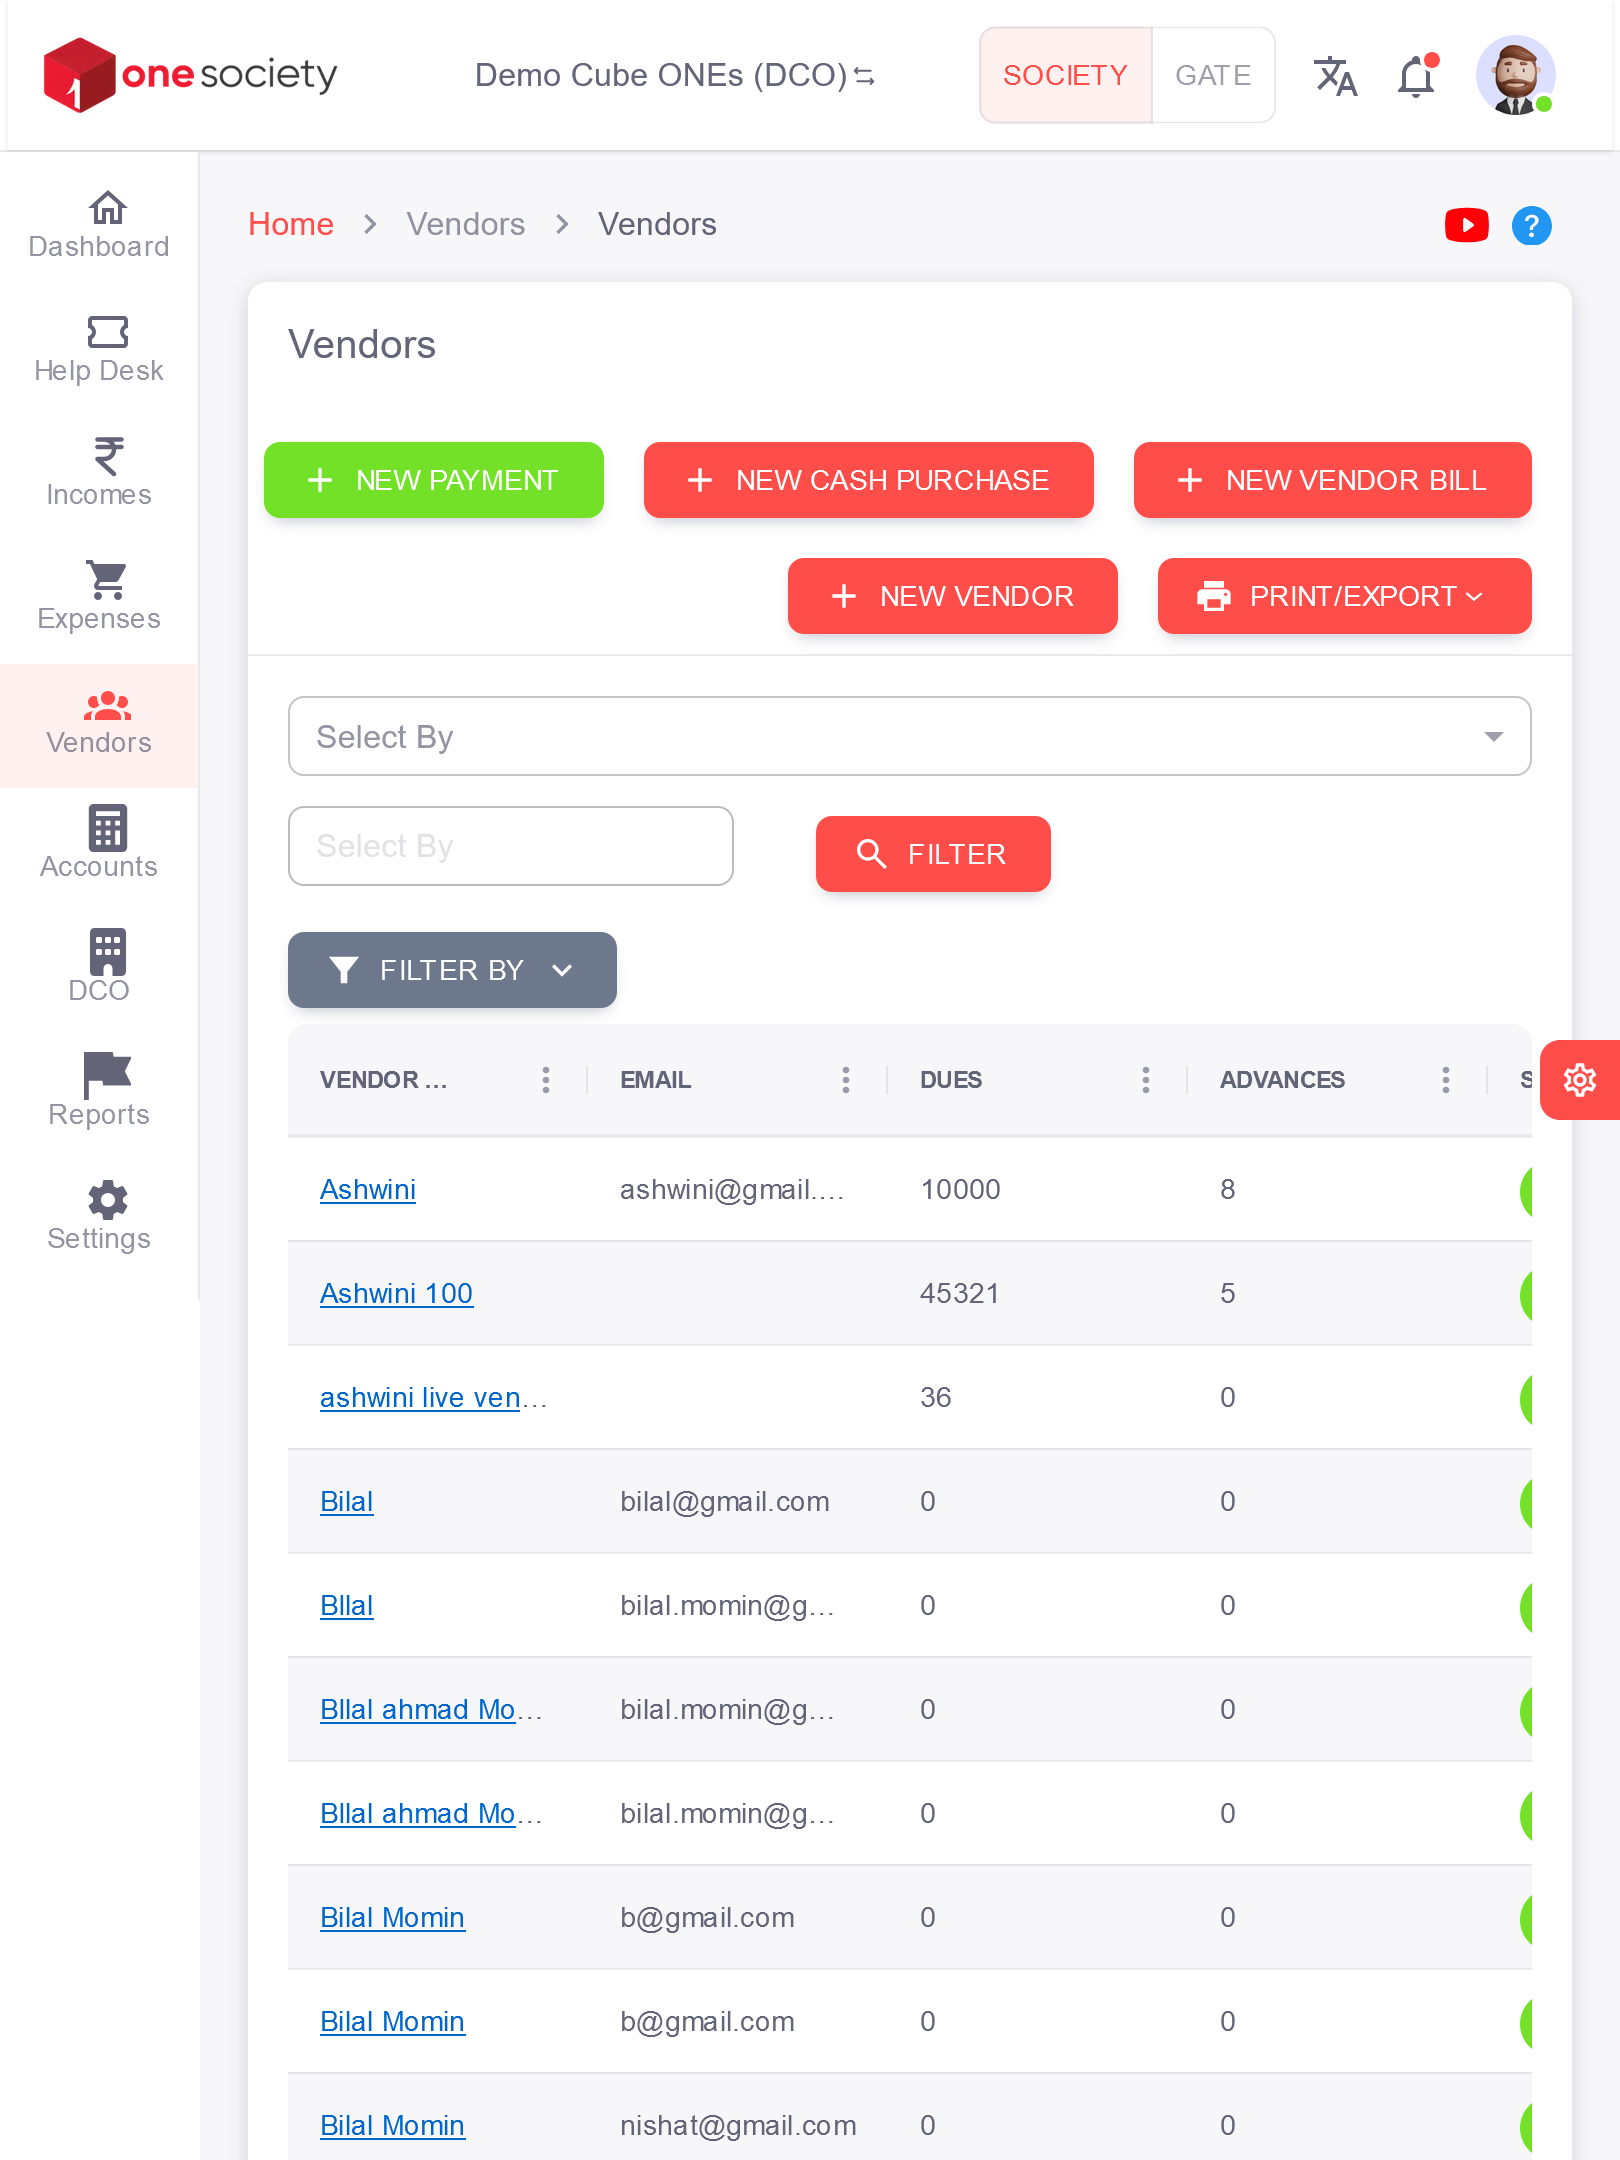 one society
Demo Cube ONEs (DCO)
SOCIETY
GATE
Dashboard
Help Desk
Incomes
Expenses
Vendors
Accounts
DCO
Reports
Settings
Home > Vendors > Vendors
Vendors
+ NEW PAYMENT
+ NEW CASH PURCHASE
+ NEW VENDOR BILL
+ NEW VENDOR
PRINT/EXPORT
Select By
Select By
FILTER
FILTER BY
VENDOR ... EMAIL DUES ADVANCES S
Ashwini ashwini@gmail.... 10000 8
Ashwini 100 45321 5
ashwini live ven... 36 0
Bilal bilal@gmail.com 0 0
BIlal bilal.momin@g... 0 0
BIlal ahmad Mo... bilal.momin@g... 0 0
BIlal ahmad Mo... bilal.momin@g... 0 0
Bilal Momin b@gmail.com 0 0
Bilal Momin b@gmail.com 0 0
Bilal Momin nishat@gmail.com 0 0